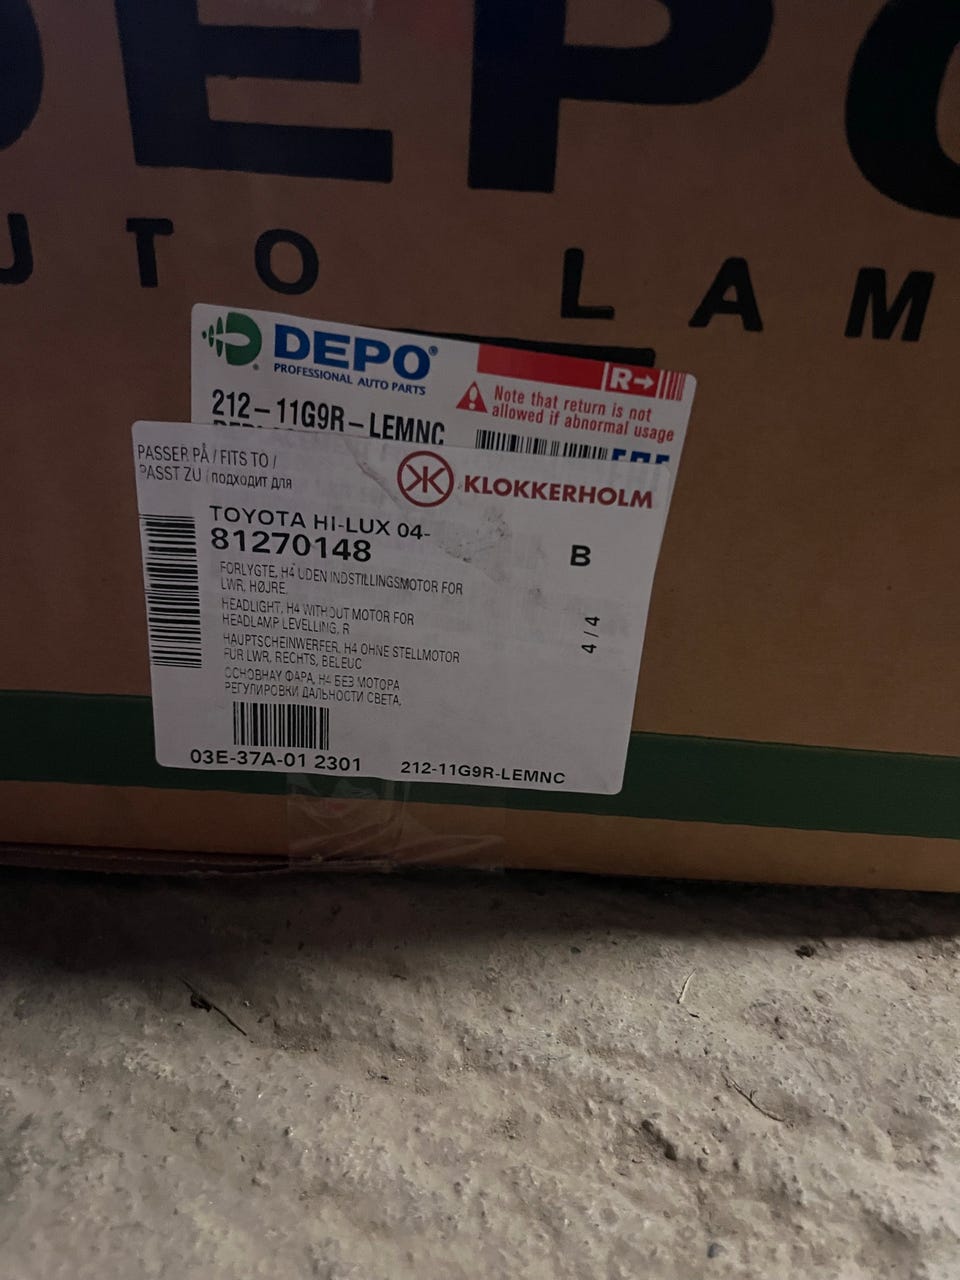 DEPO
UTO LAM
DEPO®
PROFESSIONAL AUTO PARTS
R→
Note that return is not
allowed if abnormal usage
212-11G9R-LEMNC
PASSER PÅ / FITS TO /
PASST ZU / ПОДХОДИТ ДЛЯ
KLOKKERHOLM
TOYOTA HI-LUX 04-
81270148
B
FORLYGTE, H4 UDEN INDSTILLINGSMOTOR FOR
LWR, HØJRE,
HEADLIGHT, H4 WITHOUT MOTOR FOR
HEADLAMP LEVELLING, R
HAUPTSCHEINWERFER, H4 OHNE STELLMOTOR
FÜR LWR, RECHTS, BELEUC
ОСНОВНАУ ФАРА, H4 БЕЗ МОТОРА
РЕГУЛИРОВКИ ДАЛЬНОСТИ СВЕТА,
4/4
03E-37A-01 2301
212-11G9R-LEMNC